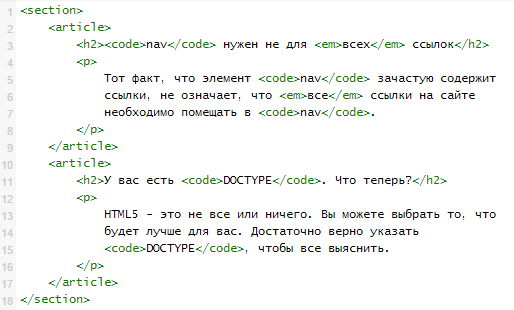 1 <section>
2     <article>
3         <h2><code>nav</code> нужен не для <em>всех</em> ссылок</h2>
4         <p>
5             Тот факт, что элемент <code>nav</code> зачастую содержит
6             ссылки, не означает, что <em>все</em> ссылки на сайте
7             необходимо помещать в <code>nav</code>.
8         </p>
9     </article>
10     <article>
11         <h2>У вас есть <code>DOCTYPE</code>. Что теперь?</h2>
12         <p>
13             HTML5 – это не все или ничего. Вы можете выбрать то, что
14             будет лучше для вас. Достаточно верно указать
15             <code>DOCTYPE</code>, чтобы все выяснить.
16         </p>
17     </article>
18 </section>